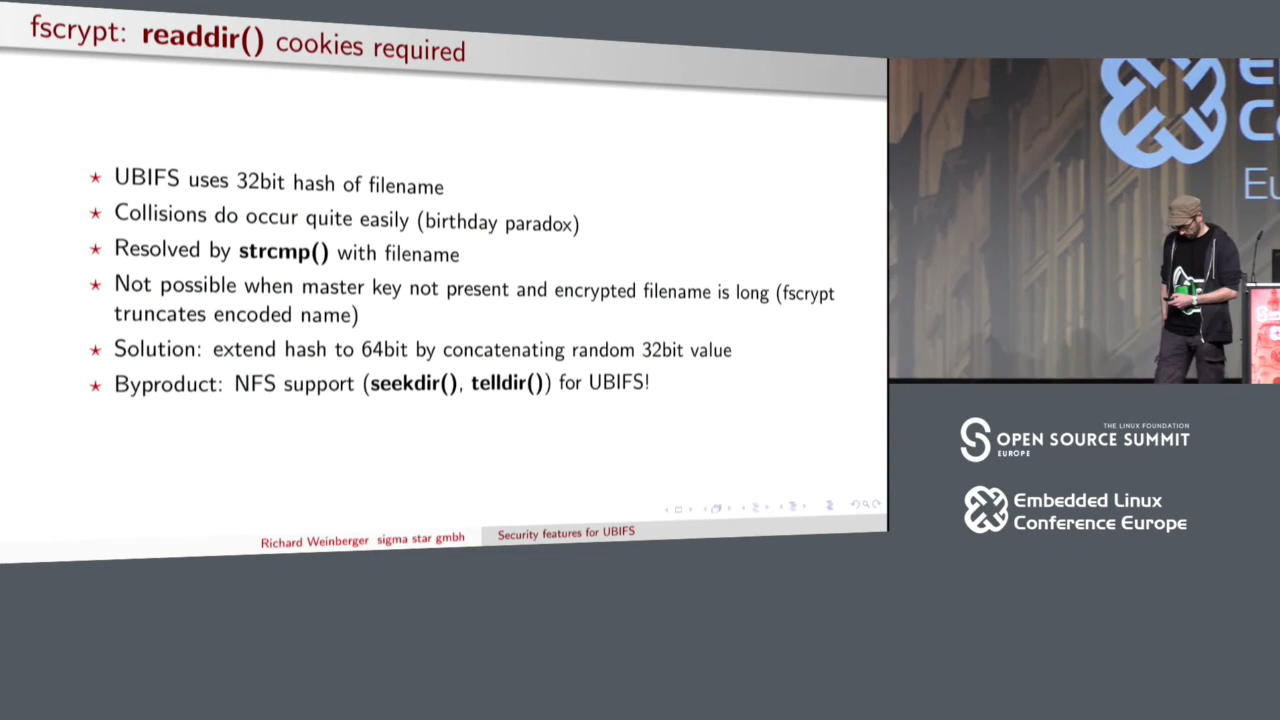 fscrypt: readdir() cookies required
★ UBIFS uses 32bit hash of filename
★ Collisions do occur quite easily (birthday paradox)
★ Resolved by strcmp() with filename
★ Not possible when master key not present and encrypted filename is long (fscrypt
truncates encoded name)
★ Solution: extend hash to 64bit by concatenating random 32bit value
★ Byproduct: NFS support (seekdir(), telldir()) for UBIFS!
Richard Weinberger sigma star gmbh
Security features for UBIFS
Eu
THE LINUX FOUNDATION
OPEN SOURCE SUMMIT
EUROPE
Embedded Linux
Conference Europe